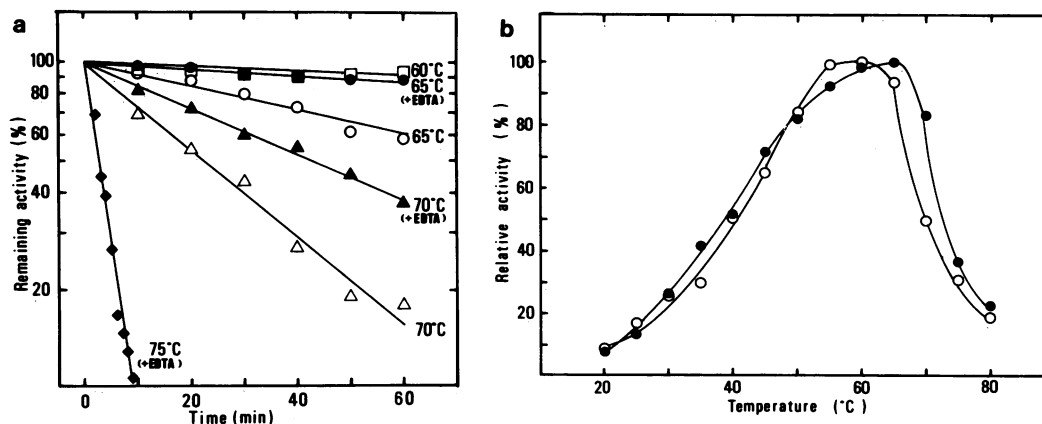 a
Remaining activity (%)
100
80
60
40
20
60°C
65°C
(+EDTA)
65°C
70°C
(+EDTA)
70°C
75°C
(+EDTA)
0
20
40
60
Time (min)
b
Relative activity (%)
100
80
60
40
20
20
40
60
80
Temperature (°C)